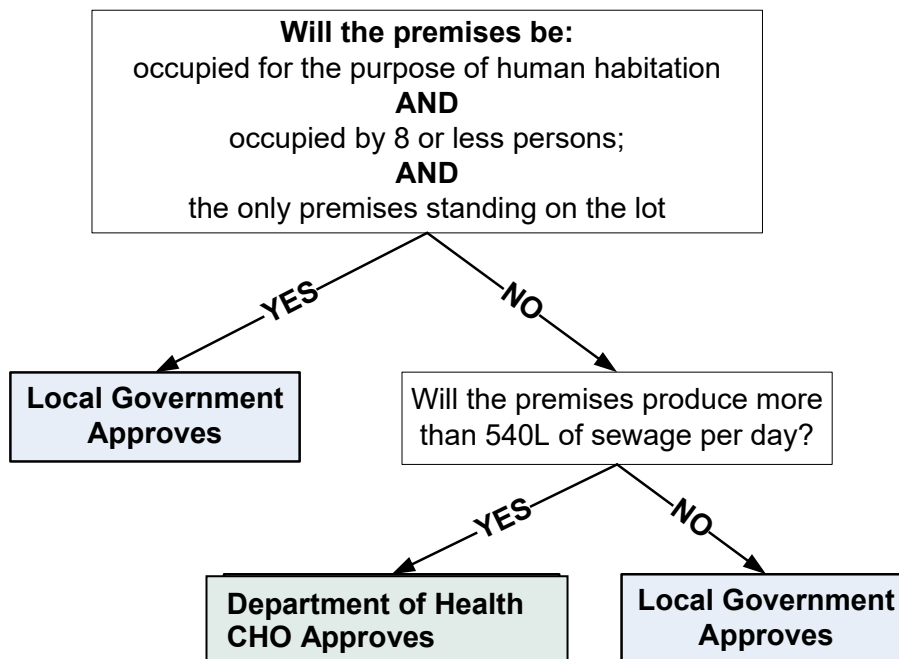 Will the premises be:
occupied for the purpose of human habitation
AND
occupied by 8 or less persons;
AND
the only premises standing on the lot
YES
NO
Local Government
Approves
Will the premises produce more
than 540L of sewage per day?
YES
NO
Department of Health
CHO Approves
Local Government
Approves